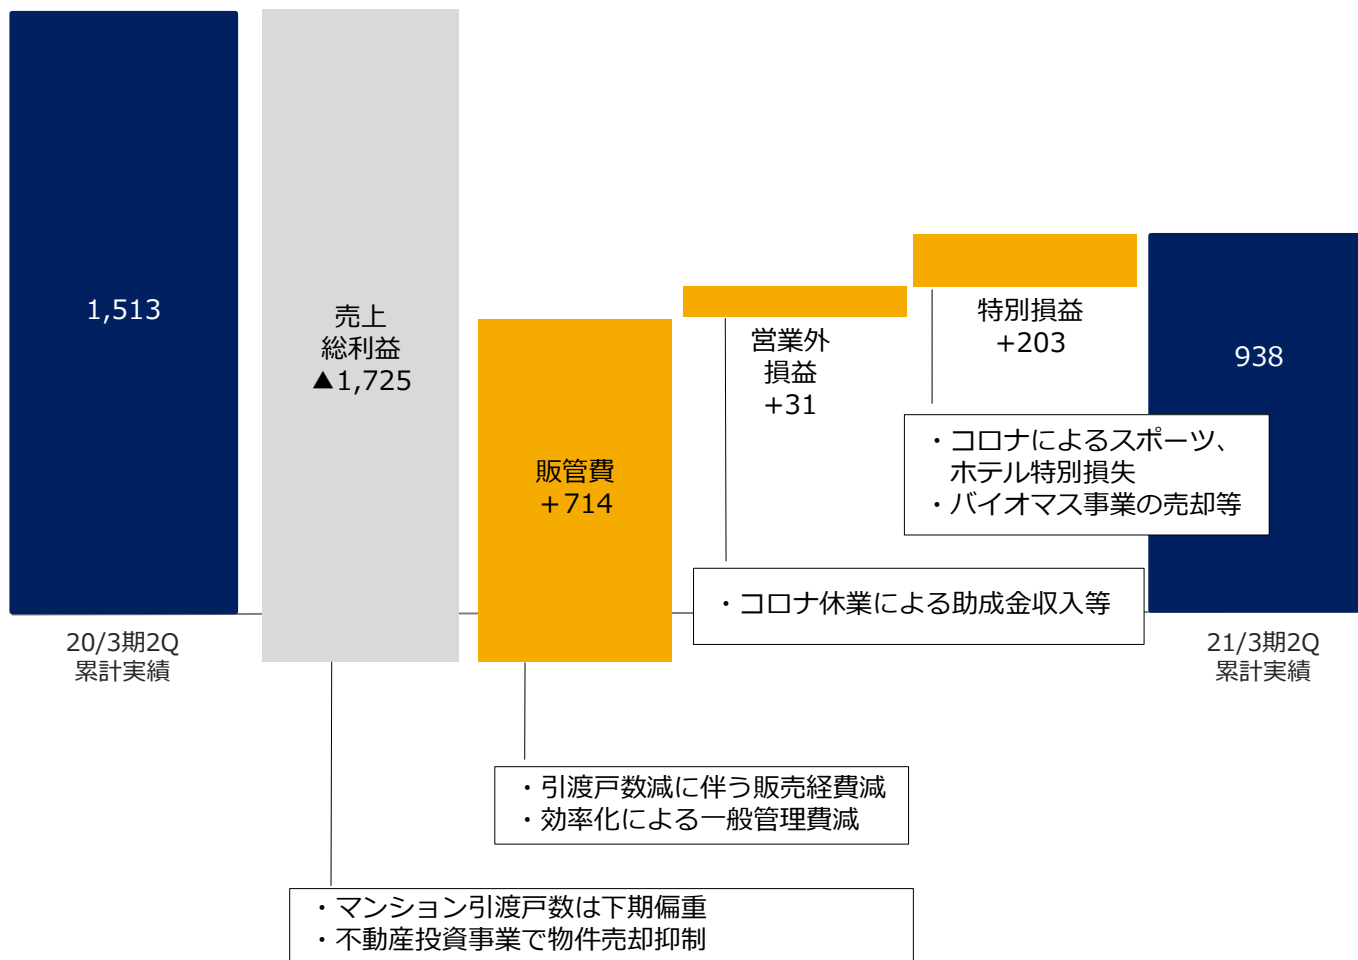 1,513
売上
総利益
▲1,725
販管費
+714
営業外
損益
+31
特別損益
+203
938
・コロナによるスポーツ、
ホテル特別損失
・バイオマス事業の売却等
・コロナ休業による助成金収入等
20/3期2Q
累計実績
21/3期2Q
累計実績
・引渡戸数減に伴う販売経費減
・効率化による一般管理費減
・マンション引渡戸数は下期偏重
・不動産投資事業で物件売却抑制